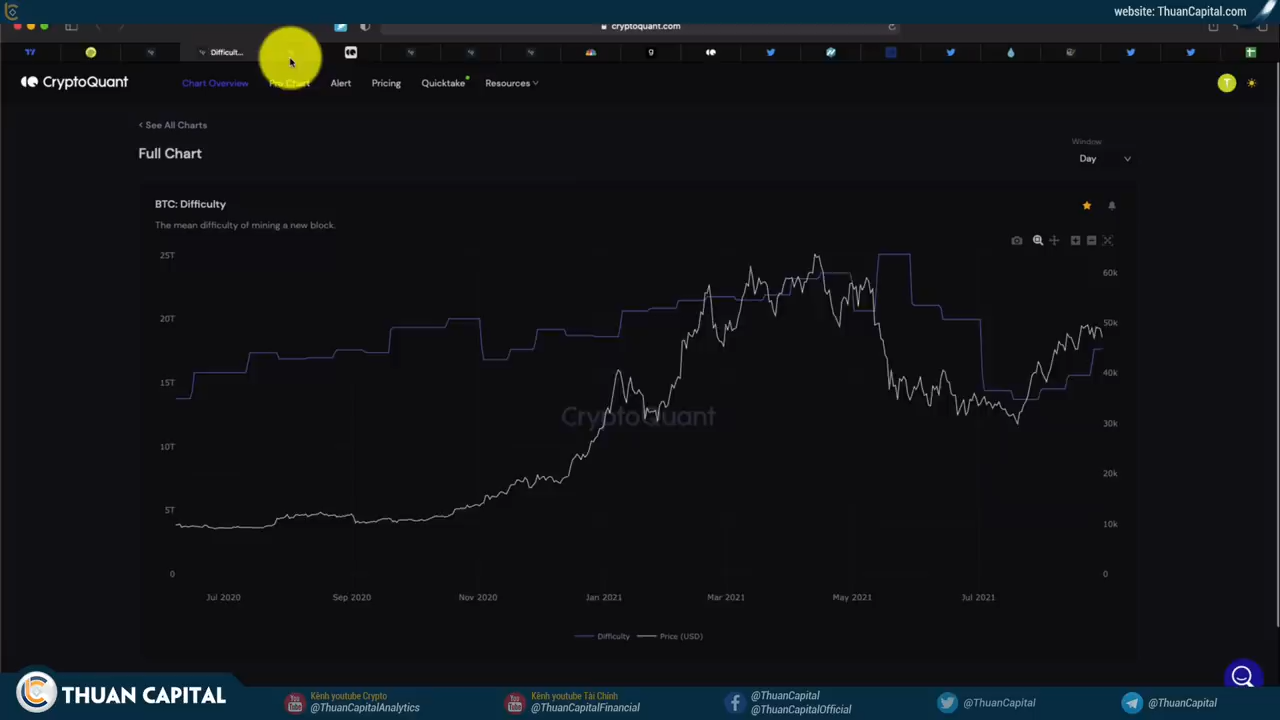 website: ThuanCapital.com
cryptoquant.com
Difficult...
CryptoQuant
Chart Overview
Pro Chart
Alert
Pricing
Quicktake
Resources
T
< See All Charts
Full Chart
Window
Day
BTC: Difficulty
The mean difficulty of mining a new block.
25T
20T
15T
10T
5T
0
60k
50k
40k
30k
20k
10k
0
CryptoQuant
Jul 2020
Sep 2020
Nov 2020
Jan 2021
Mar 2021
May 2021
Jul 2021
Difficulty
Price (USD)
THUAN CAPITAL
Kênh youtube Crypto
@ThuanCapitalAnalytics
Kênh youtube Tài Chính
@ThuanCapitalFinancial
@ThuanCapital
@ThuanCapitalOfficial
@ThuanCapital
@ThuanCapital